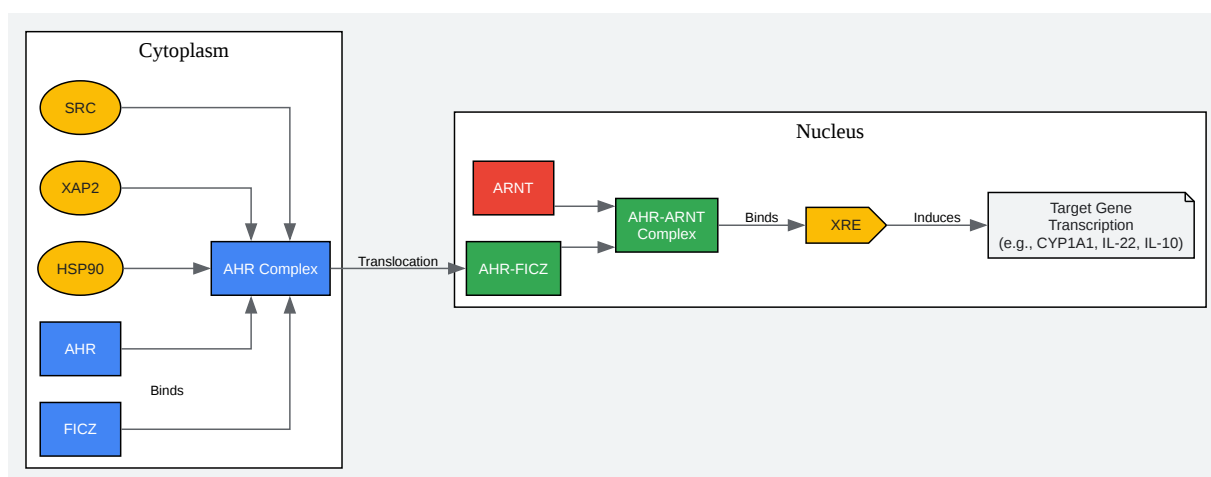 Cytoplasm
SRC
XAP2
HSP90
AHR Complex
AHR
Binds
FICZ
Translocation
Nucleus
ARNT
AHR-FICZ
AHR-ARNT
Complex
Binds
XRE
Induces
Target Gene
Transcription
(e.g., CYP1A1, IL-22, IL-10)